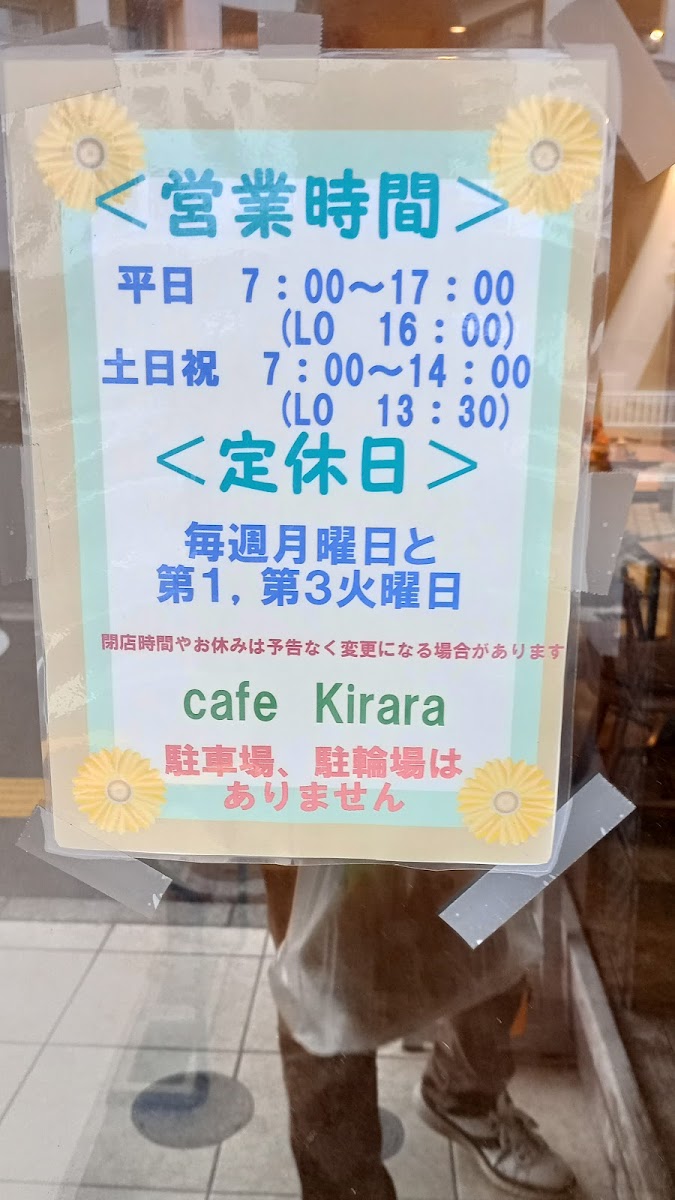 ＜営業時間＞
平日　7：00～17：00
(LO　16：00)
土日祝　7：00～14：00
(LO　13：30)
＜定休日＞
毎週月曜日と
第1, 第3火曜日
閉店時間やお休みは予告なく変更になる場合があります
cafe　Kirara
駐車場、駐輪場は
ありません